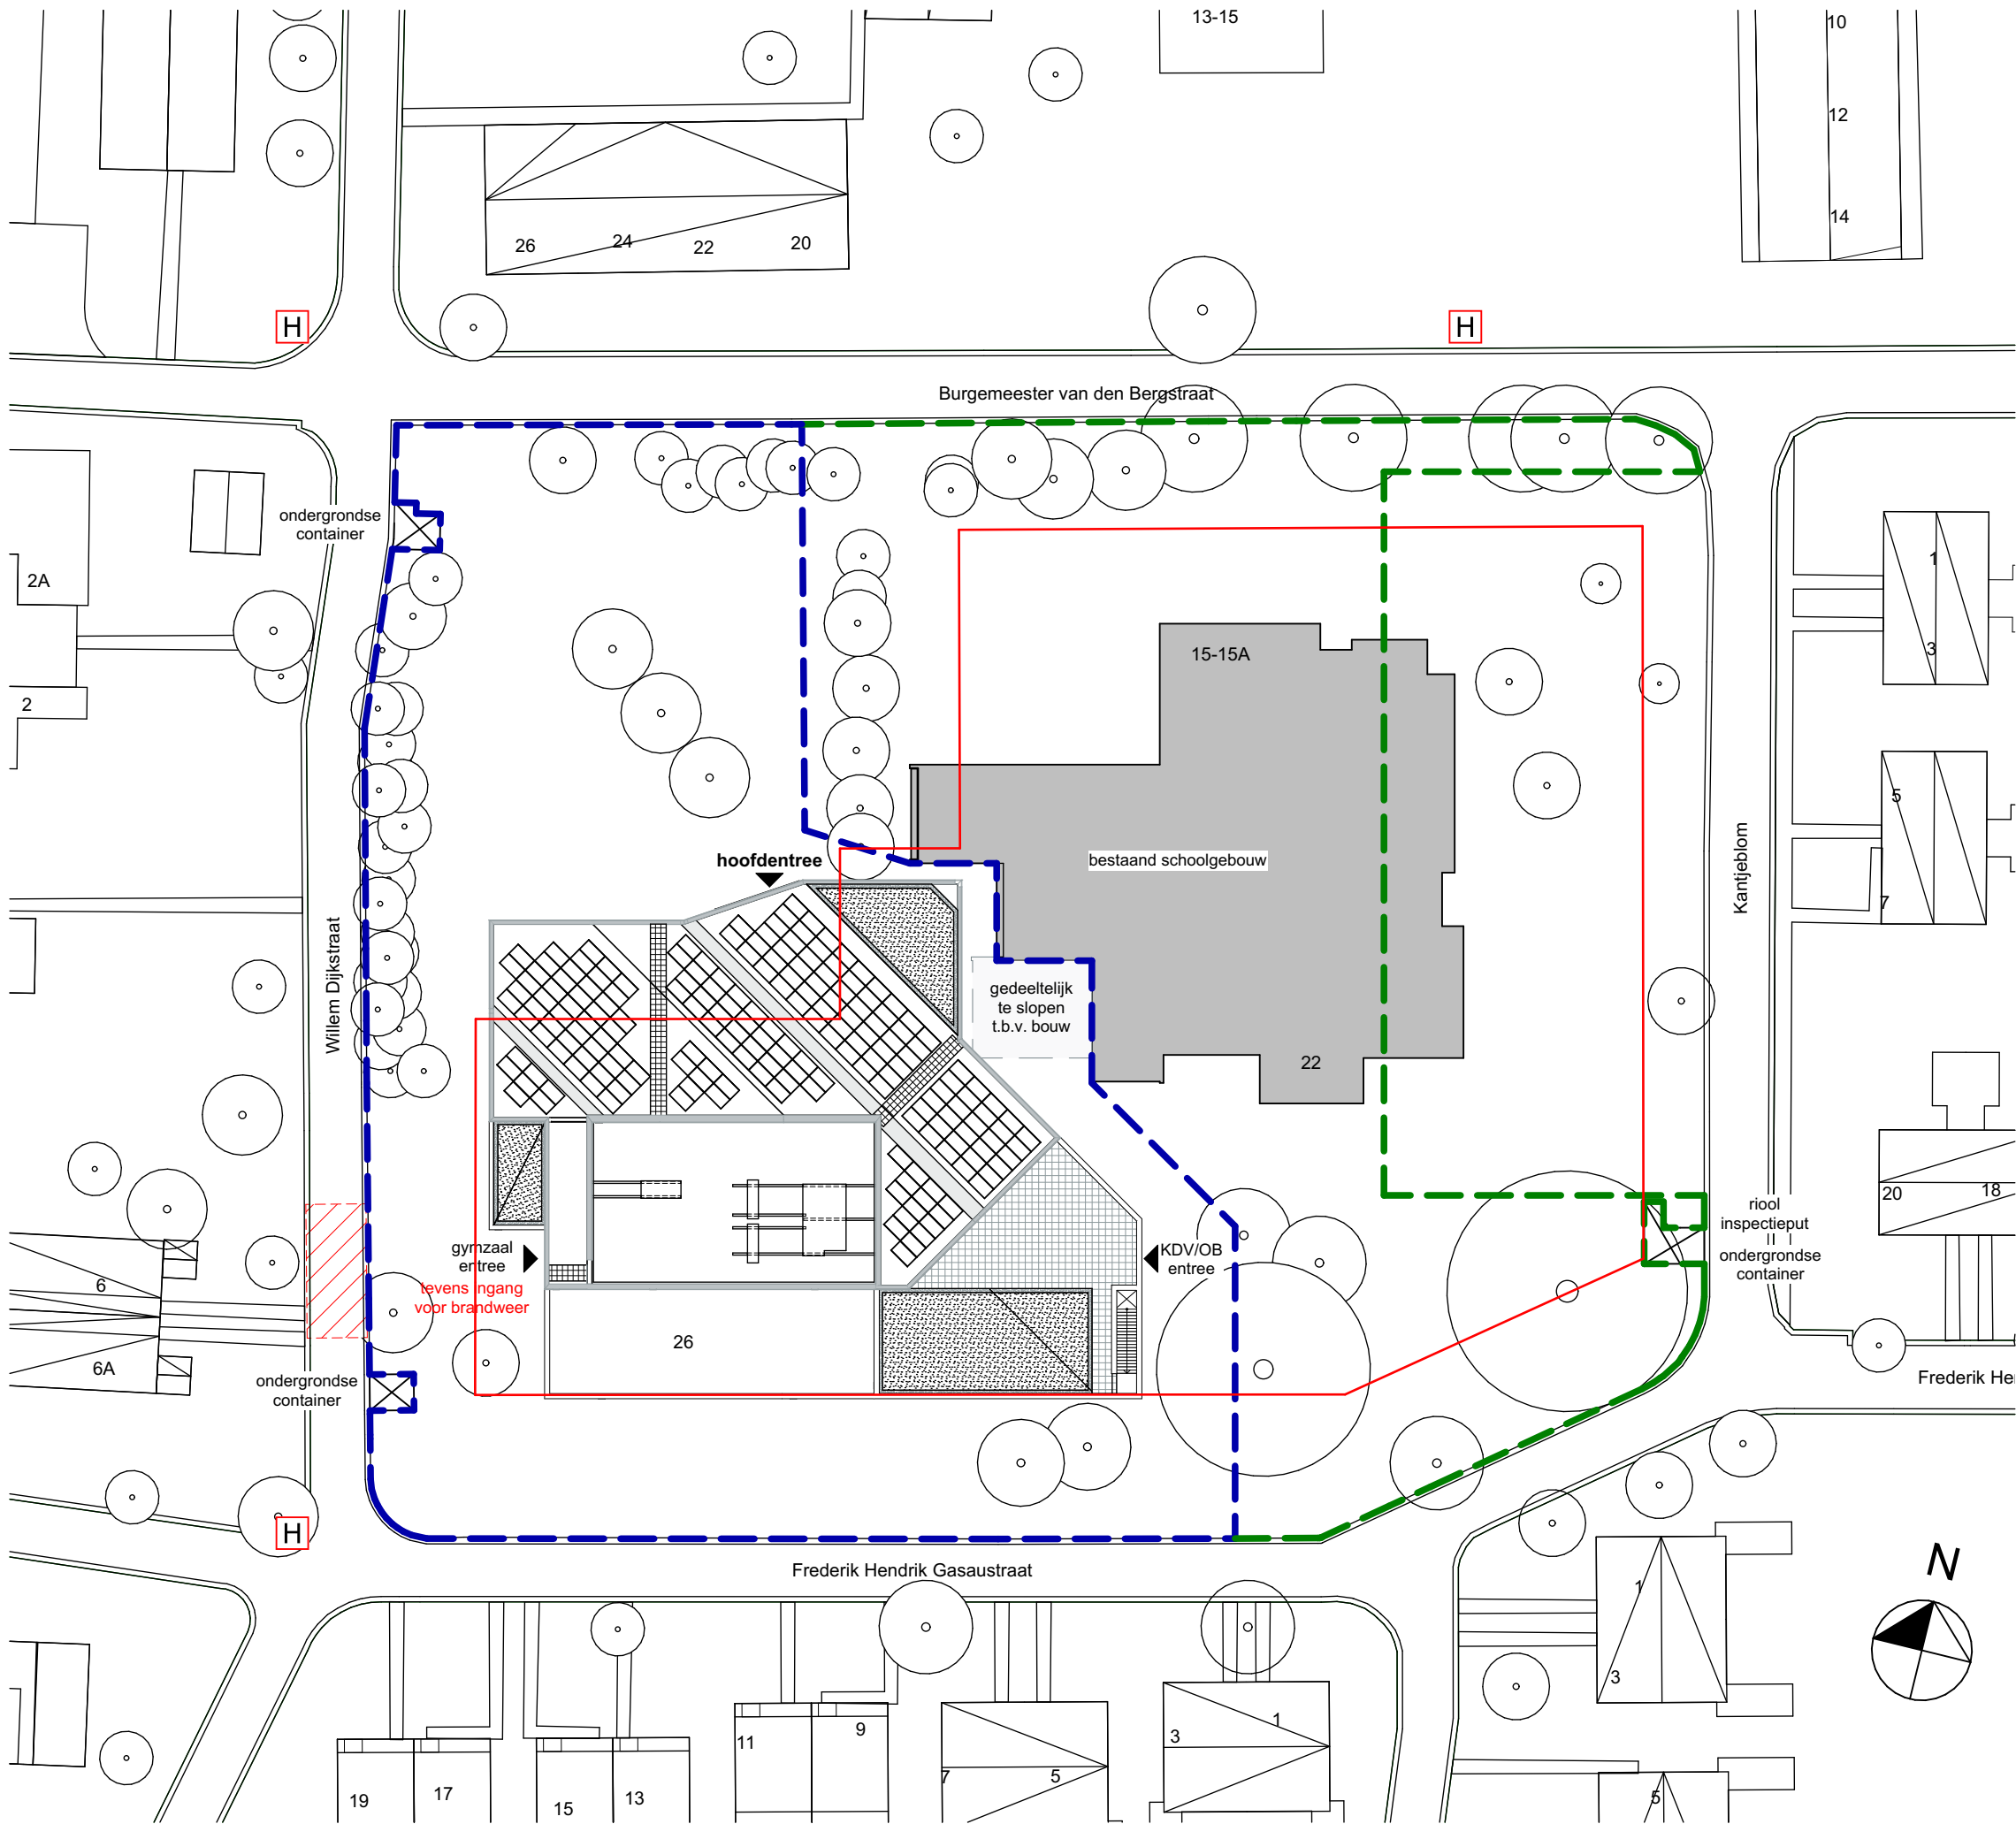 13-15
10
12
14
26
24
22
20
H
H
Burgemeester van den Bergstraat
ondergrondse
container
2A
2
15-15A
1
3
5
7
hoofdentree
bestaand schoolgebouw
Kantjeblom
Willem Dijkstraat
gedeeltelijk
te slopen
t.b.v. bouw
22
20
18
riool
inspectieput
ondergrondse
container
gymzaal
entree
tevens ingang
voor brandweer
KDV/OB
entree
6
6A
26
ondergrondse
container
Frederik He
H
Frederik Hendrik Gasaustraat
N
1
3
5
19
17
15
13
11
9
7
5
3
1